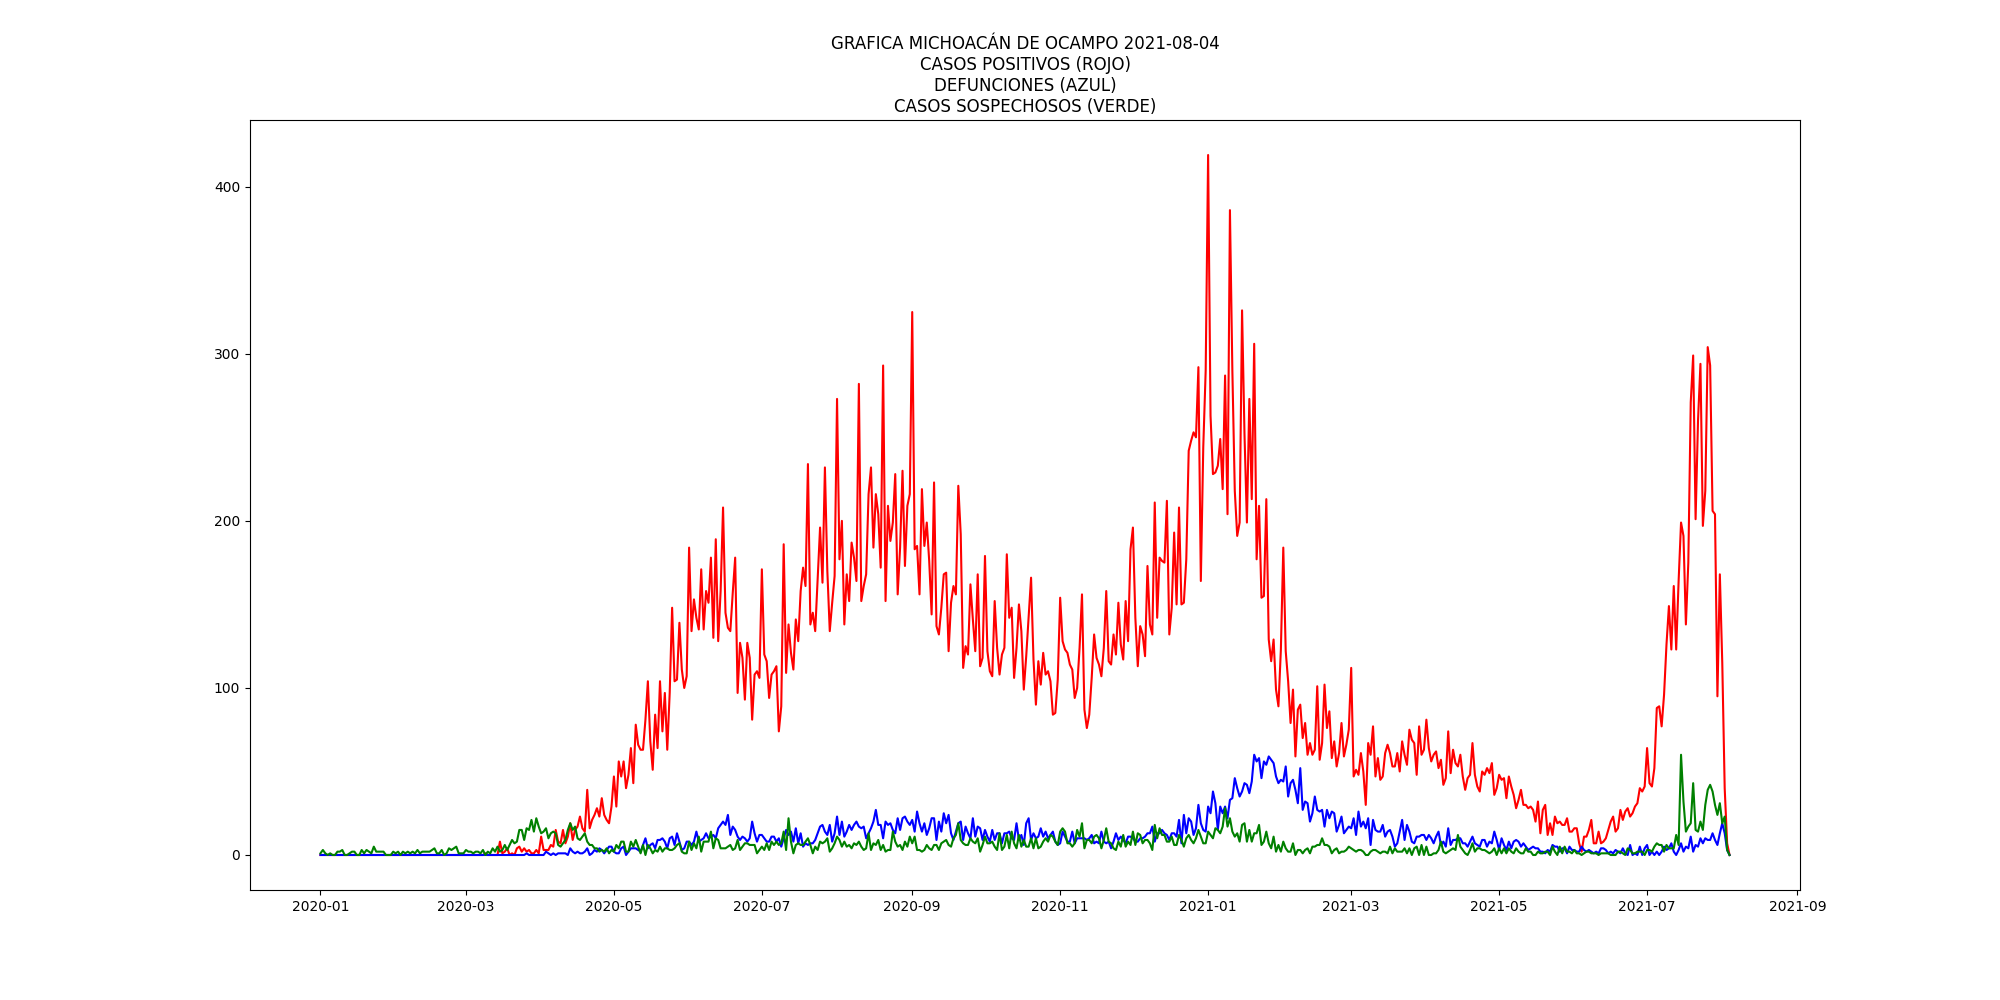 GRAFICA MICHOACÁN DE OCAMPO 2021-08-04
CASOS POSITIVOS (ROJO)
DEFUNCIONES (AZUL)
CASOS SOSPECHOSOS (VERDE)
400
300
200
100
0
2020-01 2020-03 2020-05 2020-07 2020-09 2020-11 2021-01 2021-03 2021-05 2021-07 2021-09